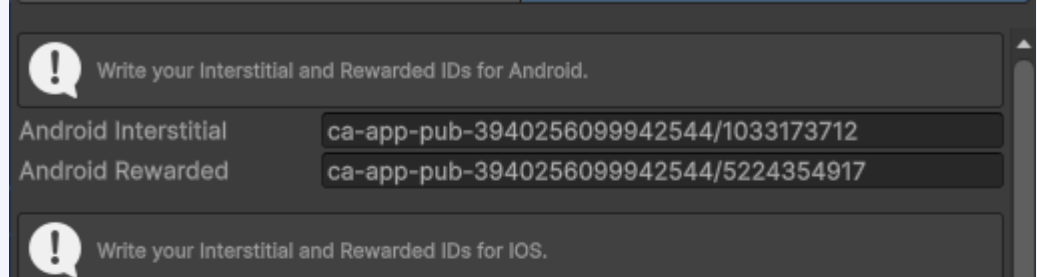 Write your Interstitial and Rewarded IDs for Android.
Android Interstitial ca-app-pub-3940256099942544/1033173712
Android Rewarded ca-app-pub-3940256099942544/5224354917
Write your Interstitial and Rewarded IDs for IOS.